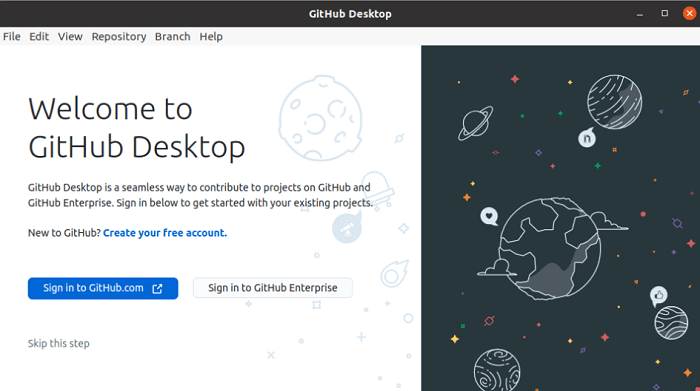 GitHub Desktop
File Edit View Repository Branch Help
Welcome to
GitHub Desktop
GitHub Desktop is a seamless way to contribute to projects on GitHub and
GitHub Enterprise. Sign in below to get started with your existing projects.
New to GitHub? Create your free account.
Sign in to GitHub.com
Sign in to GitHub Enterprise
Skip this step
n